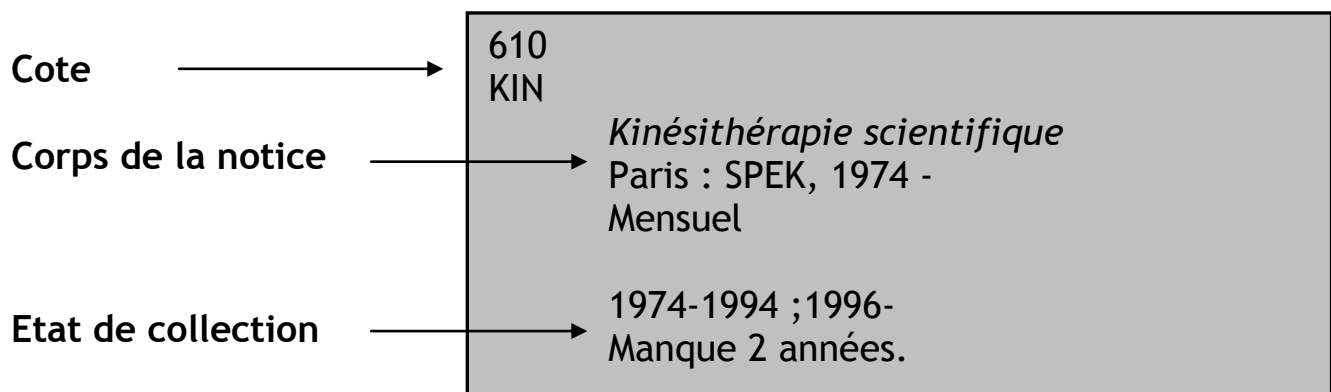 Cote
610
KIN
Corps de la notice
Kinésithérapie scientifique
Paris : SPEK, 1974 -
Mensuel
Etat de collection
1974-1994 ;1996-
Manque 2 années.